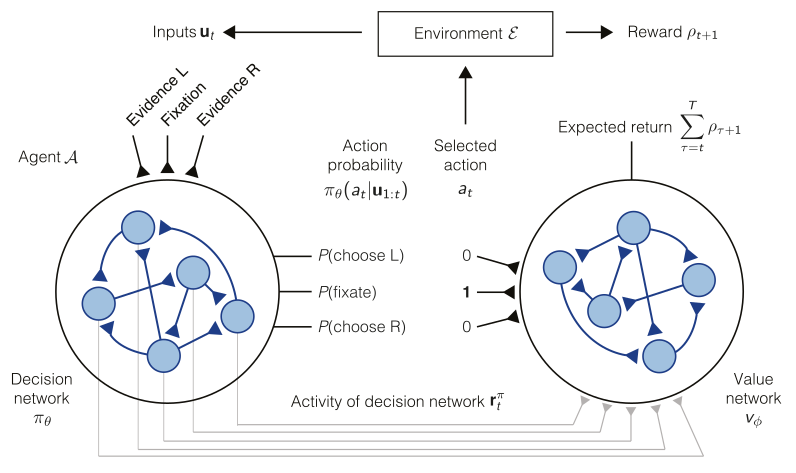 Inputs u_t
Environment ℰ
Reward ρ_{t+1}
Evidence L
Fixation
Evidence R
Agent 𝒜
Action
probability
π_θ(a_t|u_{1:t})
Selected
action
a_t
Expected return ∑_{τ=t}^{T} ρ_{τ+1}
P(choose L)
P(fixate)
P(choose R)
0
1
0
Decision
network
π_θ
Activity of decision network r_t^π
Value
network
v_ϕ